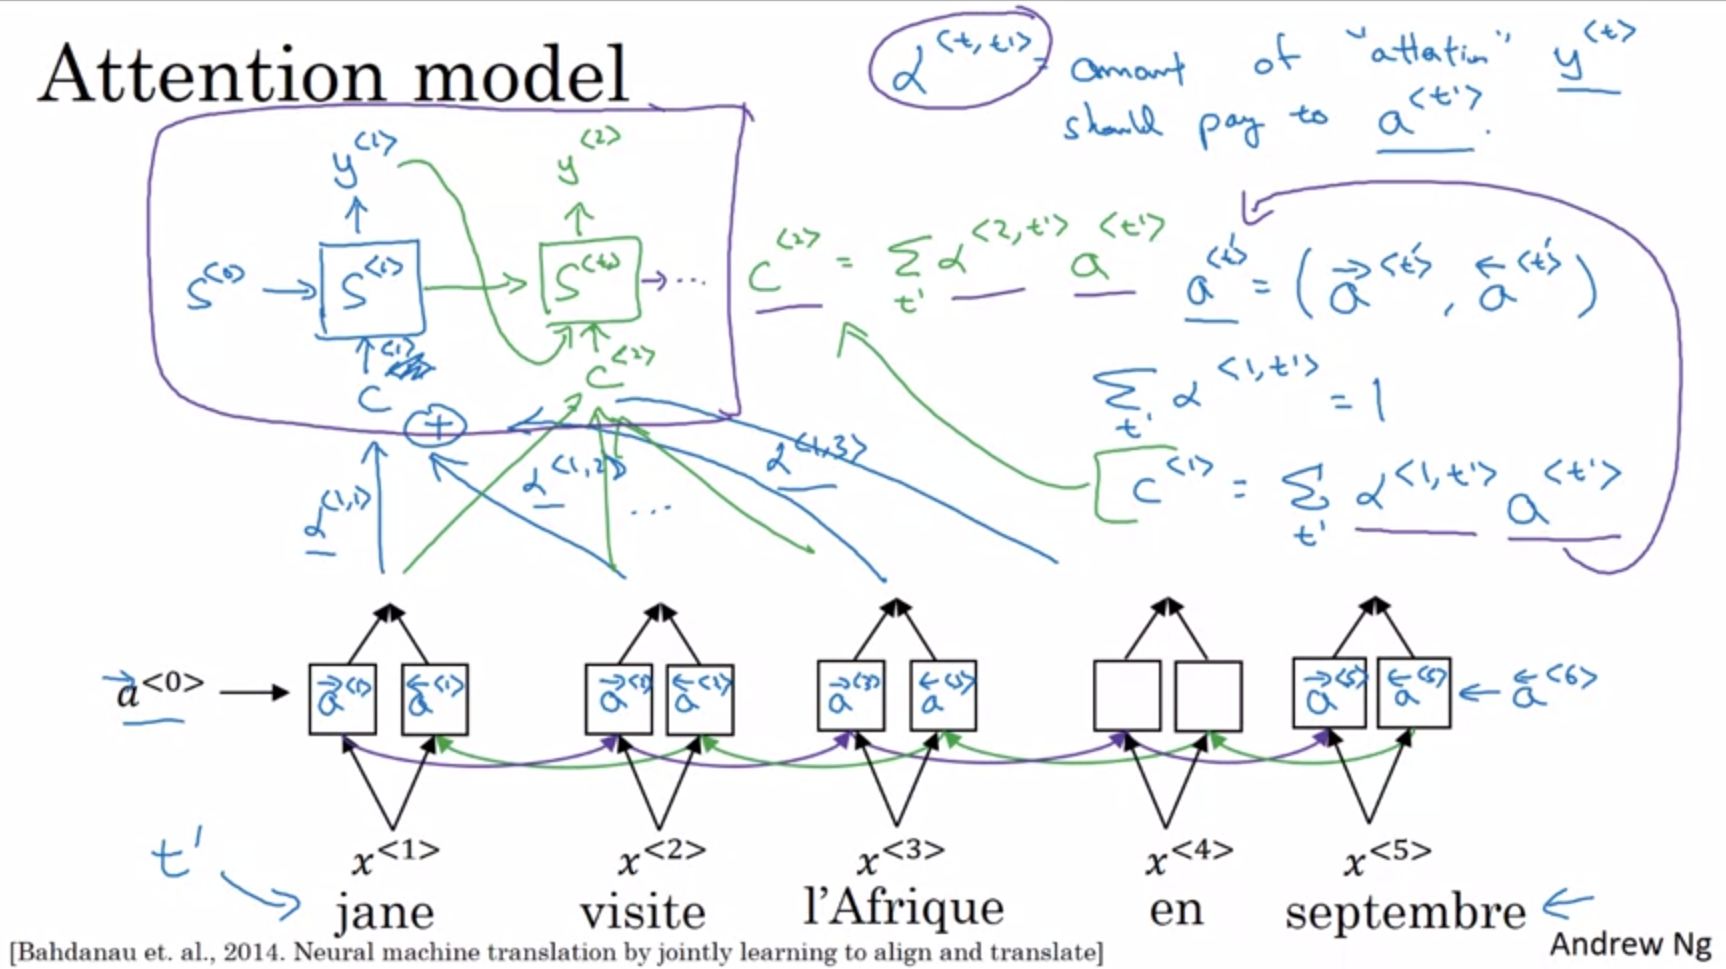 Attention model
α<t,t'> = amount of "attention" y<t>
should pay to a<t'>.
y<1> y<2>
S<0> → S<1> → S<t> → ...
C<2> = Σt' α<2,t'> a<t'> a<t'> = (→a<t'>, ←a<t'>)
C<1> C<2>
Σt' α<1,t'> = 1
+
α<1,1> α<1,2> ... α<1,3>
C<1> = Σt' α<1,t'> a<t'>
→a<0> → →a<1> ←a<1> →a<2> ←a<2> →a<3> ←a<3> →a<5> ←a<5> ← ←a<6>
t'
x<1> x<2> x<3> x<4> x<5>
jane visite l'Afrique en septembre ←
[Bahdanau et. al., 2014. Neural machine translation by jointly learning to align and translate]
Andrew Ng